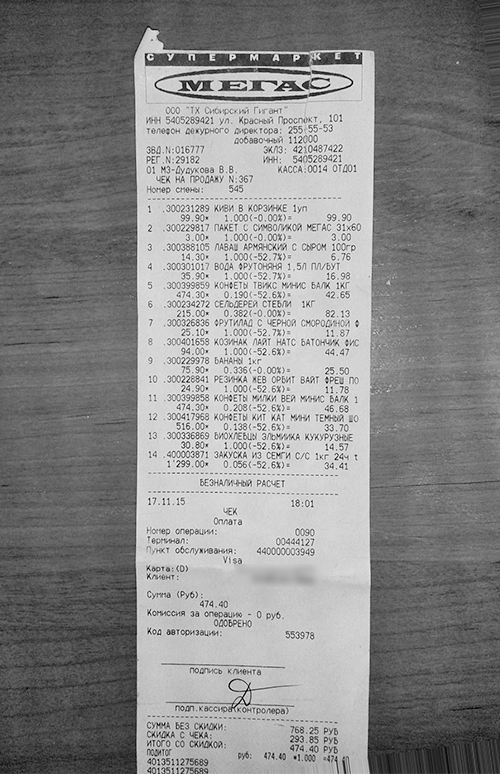 СУПЕРМАРКЕТ
МЕГАС
ООО "ТХ Сибирский Гигант"
ИНН 5405289421 ул. Красный Проспект, 101
телефон дежурного директора: 255-55-53
добавочный 112000
ЗВД.N:016777 ЭКЛЗ: 4210487422
РЕГ.N:29182 ИНН: 5405289421
01 МЗ-Дудукова В.В. КАССА:0014 ОТД01
ЧЕК НА ПРОДАЖУ N:367
Номер смены: 545
1 .300231289 КИВИ В КОРЗИНКЕ 1уп
99.90* 1.000(-0.00%)= 99.90
2 .300229817 ПАКЕТ С СИМВОЛИКОЙ МЕГАС 31х60
3.00* 1.000(-0.00%)= 3.00
3 .300388105 ЛАВАШ АРМЯНСКИЙ С СЫРОМ 100гр
14.30* 1.000(-52.7%)= 6.76
4 .300301017 ВОДА ФРУТОНЯНЯ 1,5Л ПЛ/БУТ
35.90* 1.000(-52.7%)= 16.98
5 .300399859 КОНФЕТЫ ТВИКС МИНИС БАЛК 1КГ
474.30* 0.190(-52.6%)= 42.65
6 .300234272 СЕЛЬДЕРЕЙ СТЕБЛИ 1КГ
215.00* 0.382(-0.00%)= 82.13
7 .300326836 ФРУТИЛАД С ЧЕРНОЙ СМОРОДИНОЙ Ф
25.10* 1.000(-52.7%)= 11.87
8 .300401658 КОЗИНАК ЛАЙТ НАТС БАТОНЧИК ФИС
94.00* 1.000(-52.6%)= 44.47
9 .300229978 БАНАНЫ 1кг
75.90* 0.336(-0.00%)= 25.50
10 .300228841 РЕЗИНКА ЖЕВ ОРБИТ ВАЙТ ФРЕШ ПО
24.90* 1.000(-52.6%)= 11.78
11 .300399858 КОНФЕТЫ МИЛКИ ВЕЙ МИНИС БАЛК 1
474.30* 0.208(-52.6%)= 46.68
12 .300417968 КОНФЕТЫ КИТ КАТ МИНИ ТЕМНЫЙ ШО
516.00* 0.138(-52.6%)= 33.70
13 .300336869 БИОХЛЕБЦЫ ЭЛЬМИИКА КУКУРУЗНЫЕ
30.80* 1.000(-52.6%)= 14.57
14 .400003871 ЗАКУСКА ИЗ СЕМГИ С/С 1кг 24ч t
1'299.00* 0.056(-52.6%)= 34.41
БЕЗНАЛИЧНЫЙ РАСЧЕТ
17.11.15 18:01
ЧЕК
Оплата
Номер операции: 0090
Терминал: 00444127
Пункт обслуживания: 440000003949
Visa
Карта:(D)
Клиент:
Сумма (Руб):
474.40
Комиссия за операцию - 0 руб.
ОДОБРЕНО
Код авторизации: 553978
подпись клиента
подп.кассира(контролера)
СУММА БЕЗ СКИДКИ: 768.25 РУБ
СКИДКА С ЧЕКА: 293.85 РУБ
ИТОГО СО СКИДКОЙ: 474.40 РУБ
ПОДИТОГ руб: 474.40 *1.000 =474.40
4013511275689
4013511275689